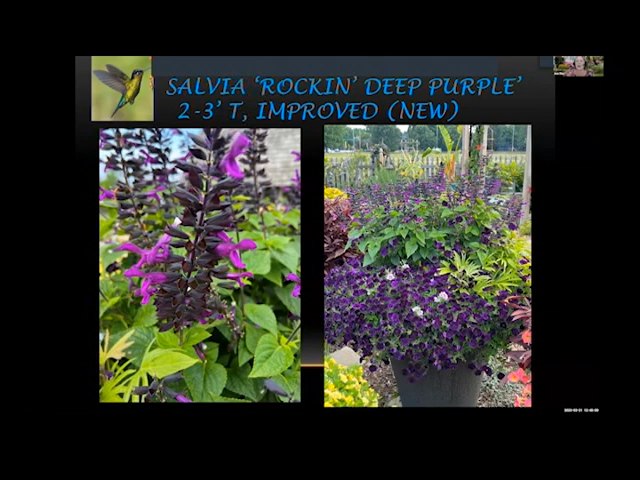 SALVIA ‘ROCKIN’ DEEP PURPLE’
2-3’ T, IMPROVED (NEW)